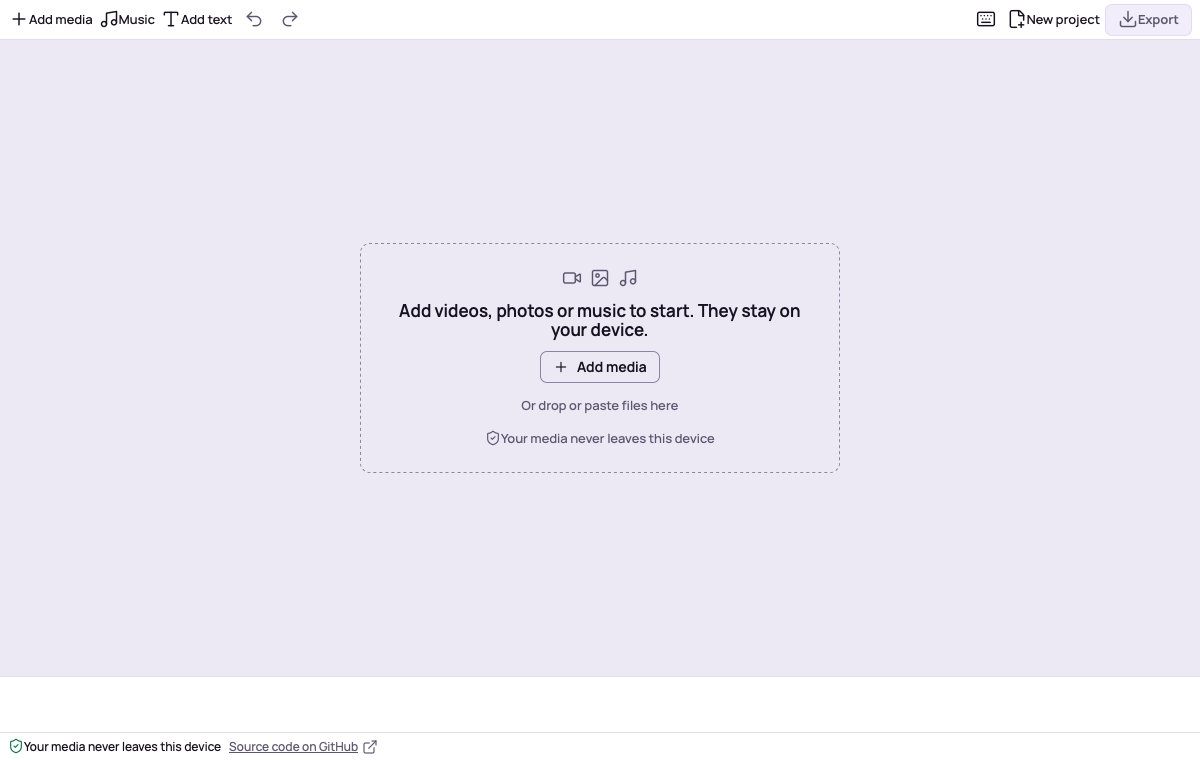 Add media Music Add text New project Export
Add videos, photos or music to start. They stay on
your device.
Add media
Or drop or paste files here
Your media never leaves this device
Your media never leaves this device Source code on GitHub